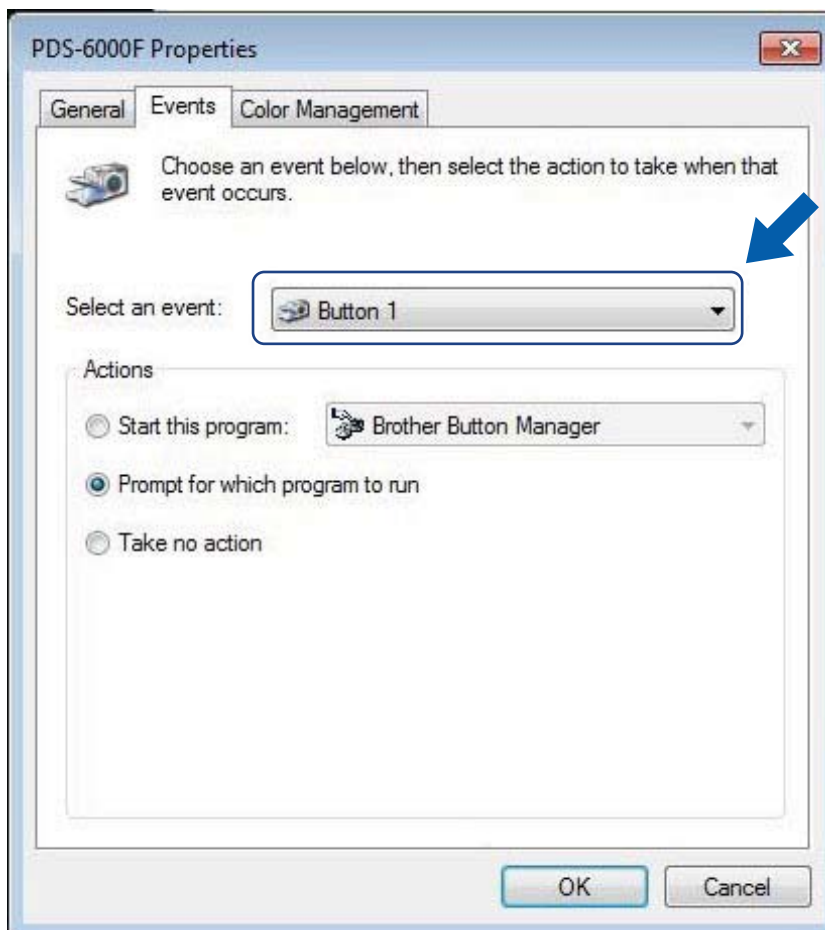 PDS-6000F Properties
General Events Color Management
Choose an event below, then select the action to take when that
event occurs.
Select an event: Button 1
Actions
Start this program: Brother Button Manager
Prompt for which program to run
Take no action
OK Cancel